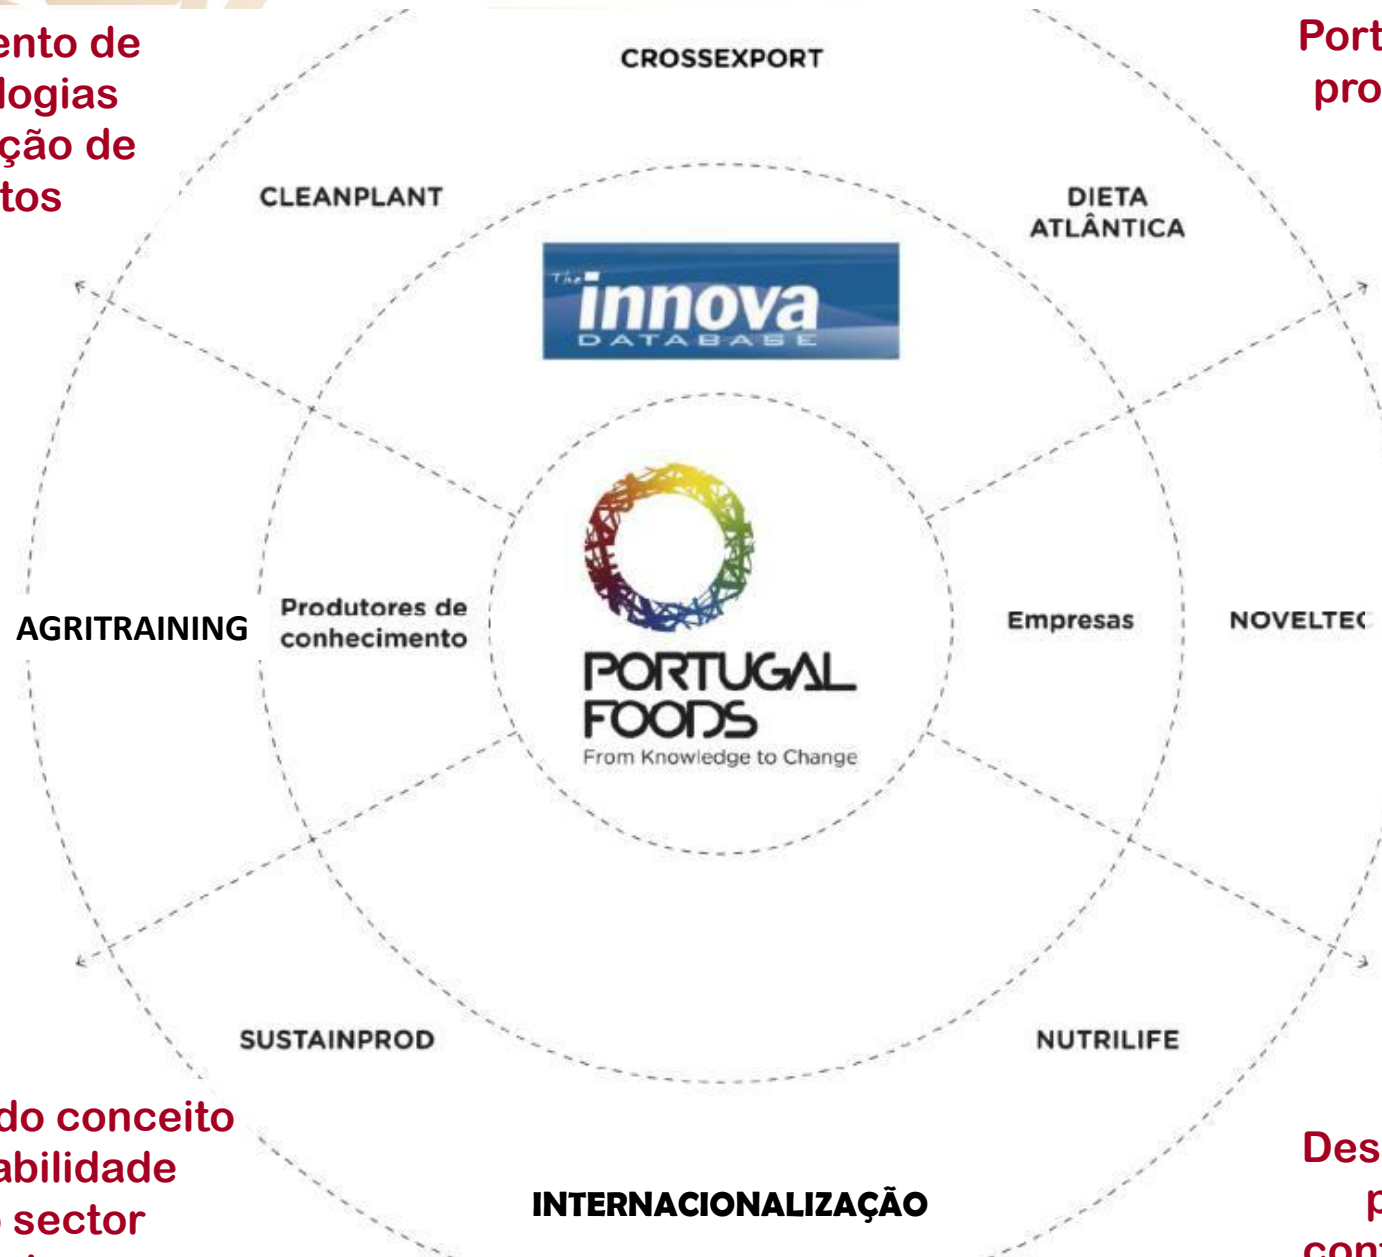 ento de
logias
ção de
tos
CROSSEXPORT
Port
pro
CLEANPLANT
DIETA
ATLÂNTICA
The
innova
DATABASE
AGRITRAINING
Produtores de
conhecimento
PORTUGAL
FOODS
From Knowledge to Change
Empresas
NOVELTEC
SUSTAINPROD
NUTRILIFE
do conceito
abilidade
sector
INTERNACIONALIZAÇÃO
Des
p